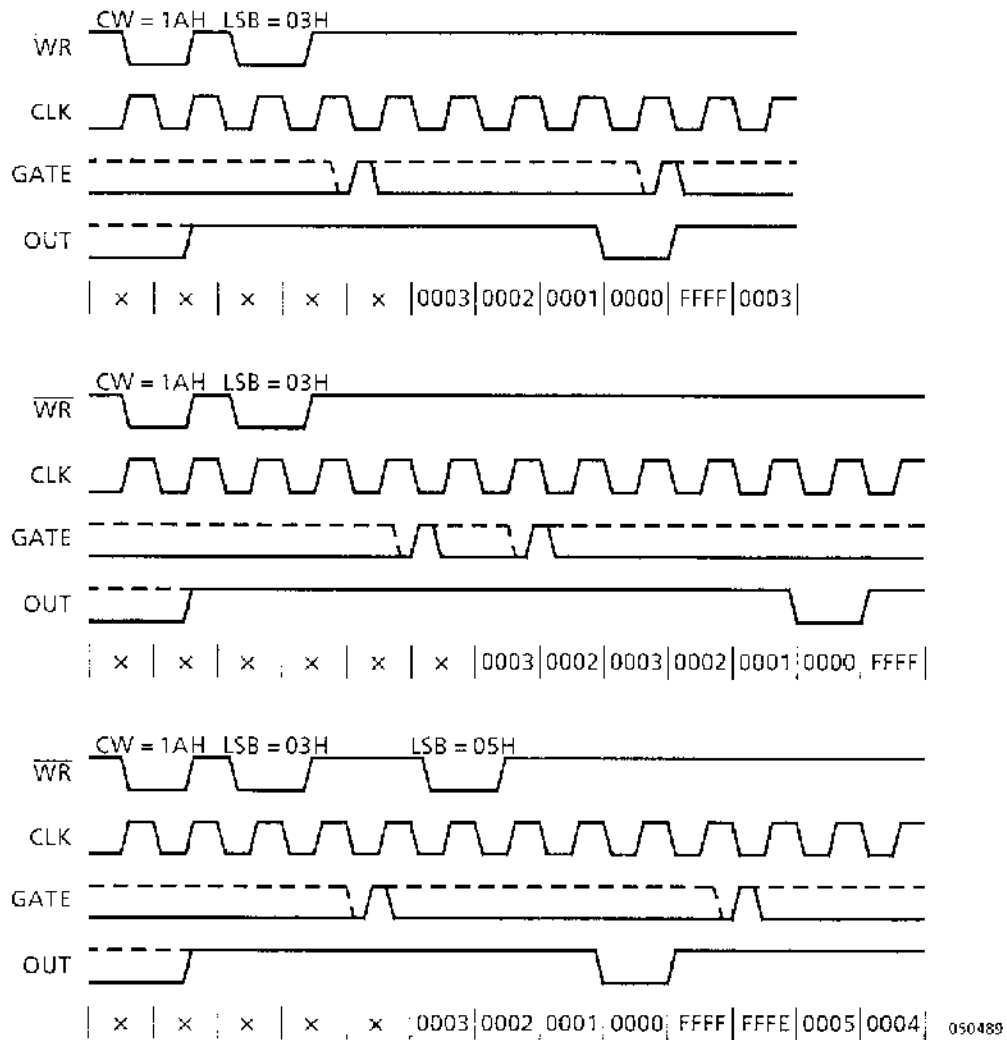 CW = 1AH LSB = 03H
WR
CLK
GATE
OUT
× × × × × 0003 0002 0001 0000 FFFF 0003
CW = 1AH LSB = 03H
WR
CLK
GATE
OUT
× × × × × × 0003 0002 0003 0002 0001 0000 FFFF
CW = 1AH LSB = 03H LSB = 05H
WR
CLK
GATE
OUT
× × × × × 0003 0002 0001 0000 FFFF FFFE 0005 0004
050489